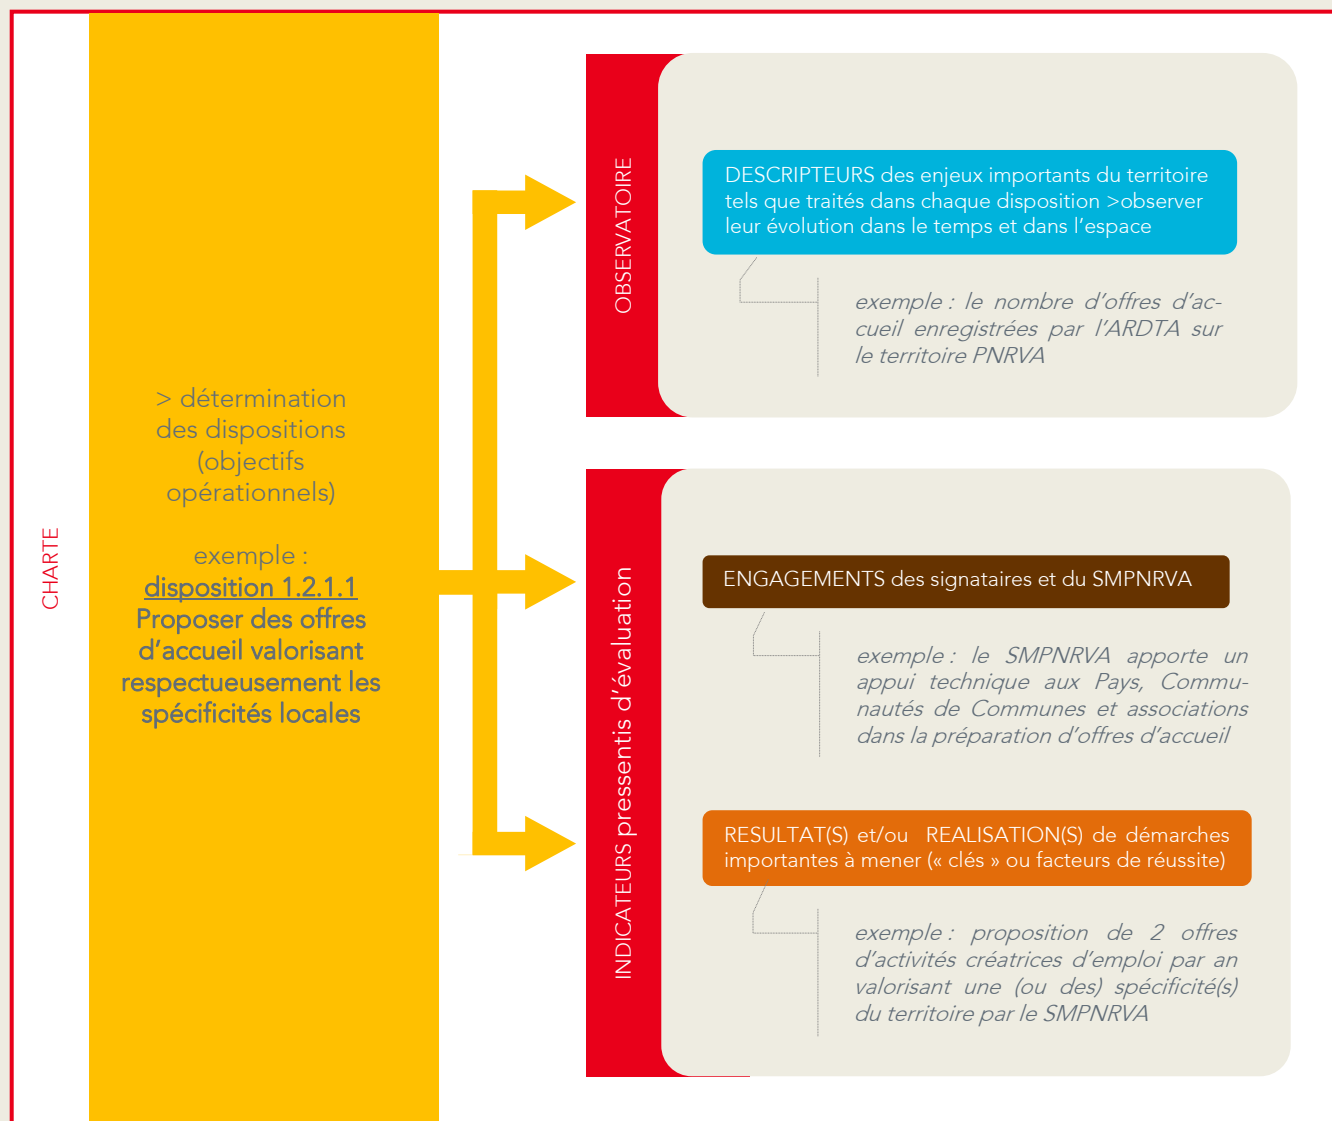 CHARTE
> détermination
des dispositions
(objectifs
opérationnels)
exemple :
disposition 1.2.1.1
Proposer des offres
d’accueil valorisant
respectueusement les
spécificités locales
OBSERVATOIRE
DESCRIPTEURS des enjeux importants du territoire
tels que traités dans chaque disposition >observer
leur évolution dans le temps et dans l’espace
exemple : le nombre d’offres d’ac-
cueil enregistrées par l’ARDTA sur
le territoire PNRVA
INDICATEURS pressentis d’évaluation
ENGAGEMENTS des signataires et du SMPNRVA
exemple : le SMPNRVA apporte un
appui technique aux Pays, Commu-
nautés de Communes et associations
dans la préparation d’offres d’accueil
RESULTAT(S) et/ou REALISATION(S) de démarches
importantes à mener (« clés » ou facteurs de réussite)
exemple : proposition de 2 offres
d’activités créatrices d’emploi par an
valorisant une (ou des) spécificité(s)
du territoire par le SMPNRVA